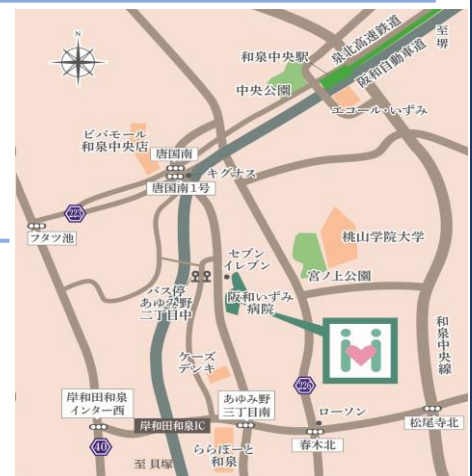 N
和泉中央駅
泉北高速鉄道
至堺
阪和自動車道
中央公園
エコール・いずみ
ビバモール
和泉中央店
唐国南
キグナス
唐国南1号
223
フタツ池
桃山学院大学
セブン
イレブン
宮ノ上公園
バス停
あゆみ野
二丁目中
阪和いずみ
病院
和泉中央線
ケーズ
デンキ
226
岸和田和泉
インター西
あゆみ野
三丁目南
ローソン
岸和田和泉IC
松尾寺北
40
ららぽーと
和泉
春木北
至 貝塚